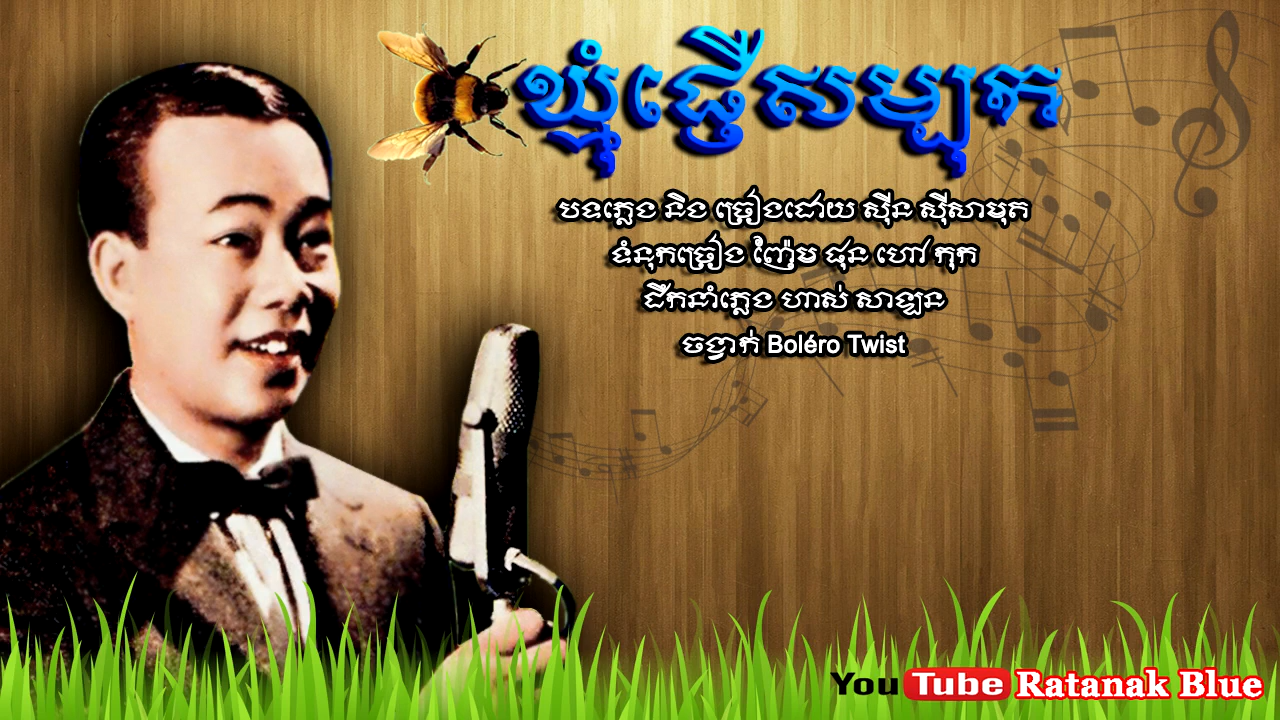 ឃ្មុំផ្ញើសម្បុក
បទភ្លេង និង ច្រៀងដោយ ស៊ីន ស៊ីសាមុត
ទំនុកច្រៀង ញ៉ែម ផុន ហៅ កុក
ដឹកនាំភ្លេង ហាស់ សាឡន
ចង្វាក់ Boléro Twist
YouTube Ratanak Blue